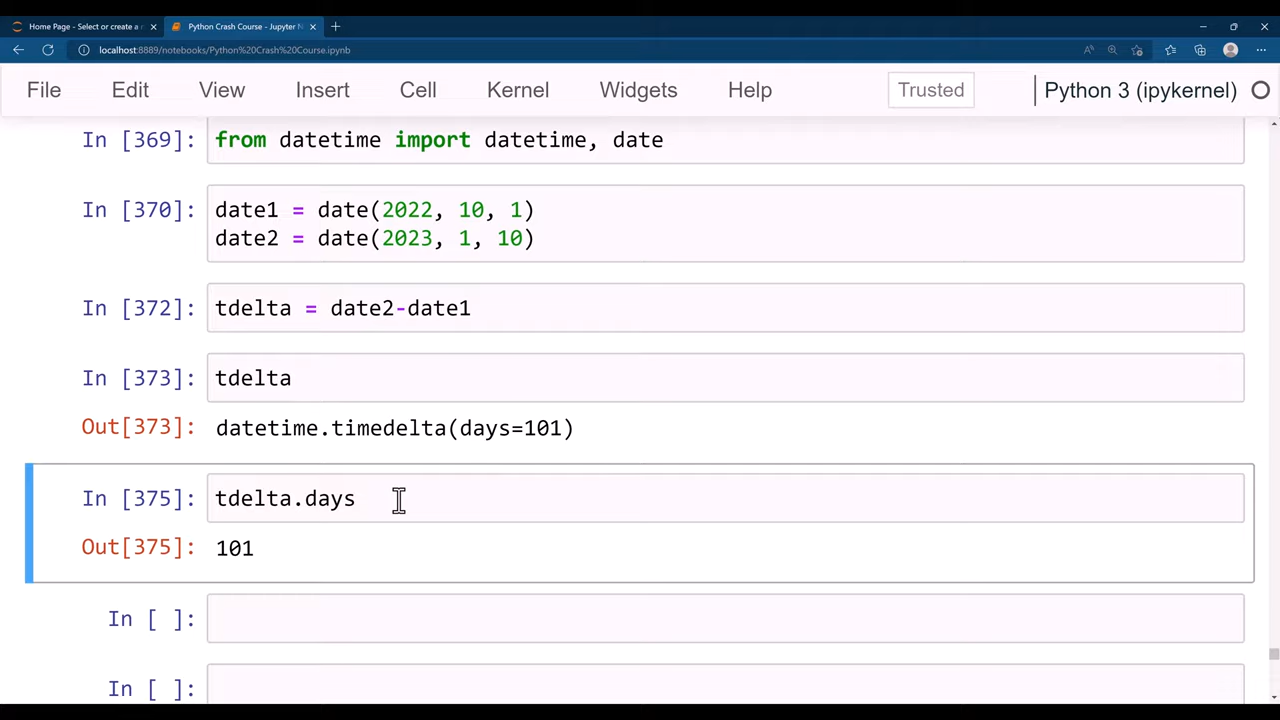 Home Page - Select or create a n
Python Crash Course - Jupyter N
localhost:8889/notebooks/Python%20Crash%20Course.ipynb
File Edit View Insert Cell Kernel Widgets Help Trusted Python 3 (ipykernel)
In [369]: from datetime import datetime, date
In [370]: date1 = date(2022, 10, 1)
date2 = date(2023, 1, 10)
In [372]: tdelta = date2-date1
In [373]: tdelta
Out[373]: datetime.timedelta(days=101)
In [375]: tdelta.days
Out[375]: 101
In [ ]:
In [ ]: